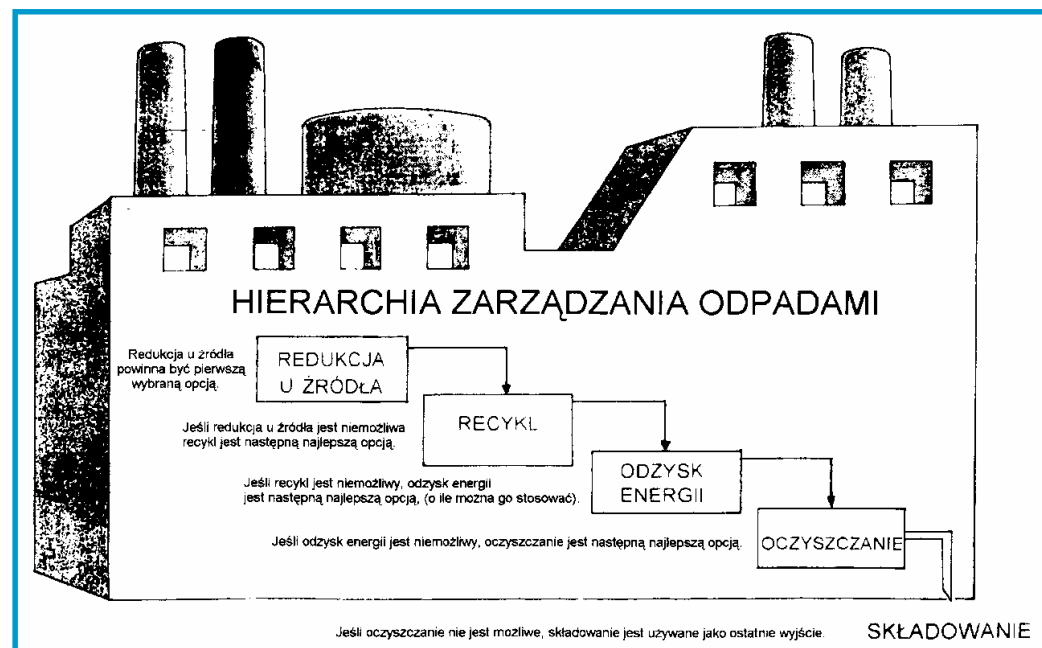 HIERARCHIA ZARZĄDZANIA ODPADAMI
Redukcja u źródła
powinna być pierwszą
wybraną opcją.
REDUKCJA
U ŹRÓDŁA
Jeśli redukcja u źródła jest niemożliwa
recykl jest następną najlepszą opcją.
RECYKL
Jeśli recykl jest niemożliwy, odzysk energii
jest następną najlepszą opcją, (o ile można go stosować).
ODZYSK
ENERGII
Jeśli odzysk energii jest niemożliwy, oczyszczanie jest następną najlepszą opcją.
OCZYSZCZANIE
Jeśli oczyszczanie nie jest możliwe, składowanie jest używane jako ostatnie wyjście.
SKŁADOWANIE